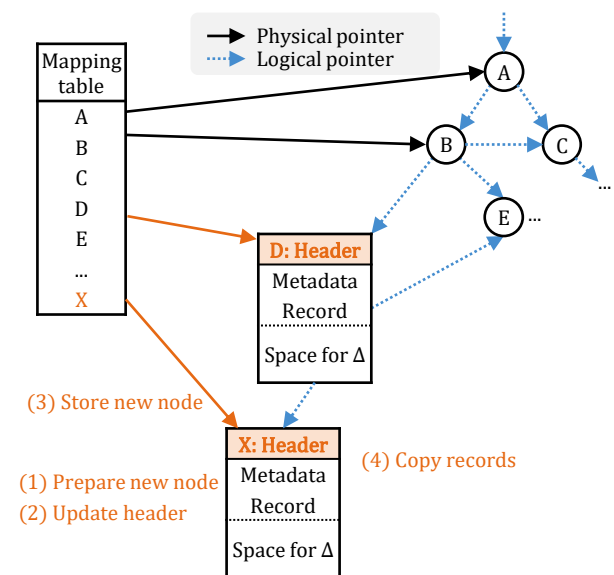 Physical pointer
Logical pointer
Mapping
table
A
B
C
D
E
...
X
A
B
C
...
E
...
D: Header
Metadata
Record
Space for Δ
(3) Store new node
X: Header
(4) Copy records
(1) Prepare new node
(2) Update header
Metadata
Record
Space for Δ